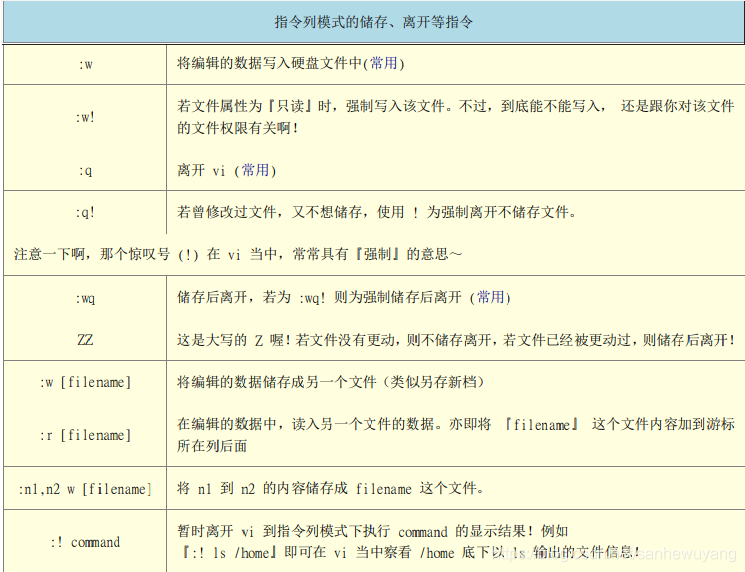 指令列模式的储存、离开等指令
:w 将编辑的数据写入硬盘文件中(常用)
:w! 若文件属性为『只读』时，强制写入该文件。不过，到底能不能写入， 还是跟你对该文件
的文件权限有关啊！
:q 离开 vi (常用)
:q! 若曾修改过文件，又不想储存，使用 ! 为强制离开不储存文件。
注意一下啊，那个惊叹号 (!) 在 vi 当中，常常具有『强制』的意思～
:wq 储存后离开，若为 :wq! 则为强制储存后离开 (常用)
ZZ 这是大写的 Z 喔！若文件没有更动，则不储存离开，若文件已经被更动过，则储存后离开！
:w [filename] 将编辑的数据储存成另一个文件（类似另存新档）
:r [filename] 在编辑的数据中，读入另一个文件的数据。亦即将 『filename』 这个文件内容加到游标
所在列后面
:n1,n2 w [filename] 将 n1 到 n2 的内容储存成 filename 这个文件。
:! command 暂时离开 vi 到指令列模式下执行 command 的显示结果！例如
『:! ls /home』即可在 vi 当中察看 /home 底下以 ls 输出的文件信息！